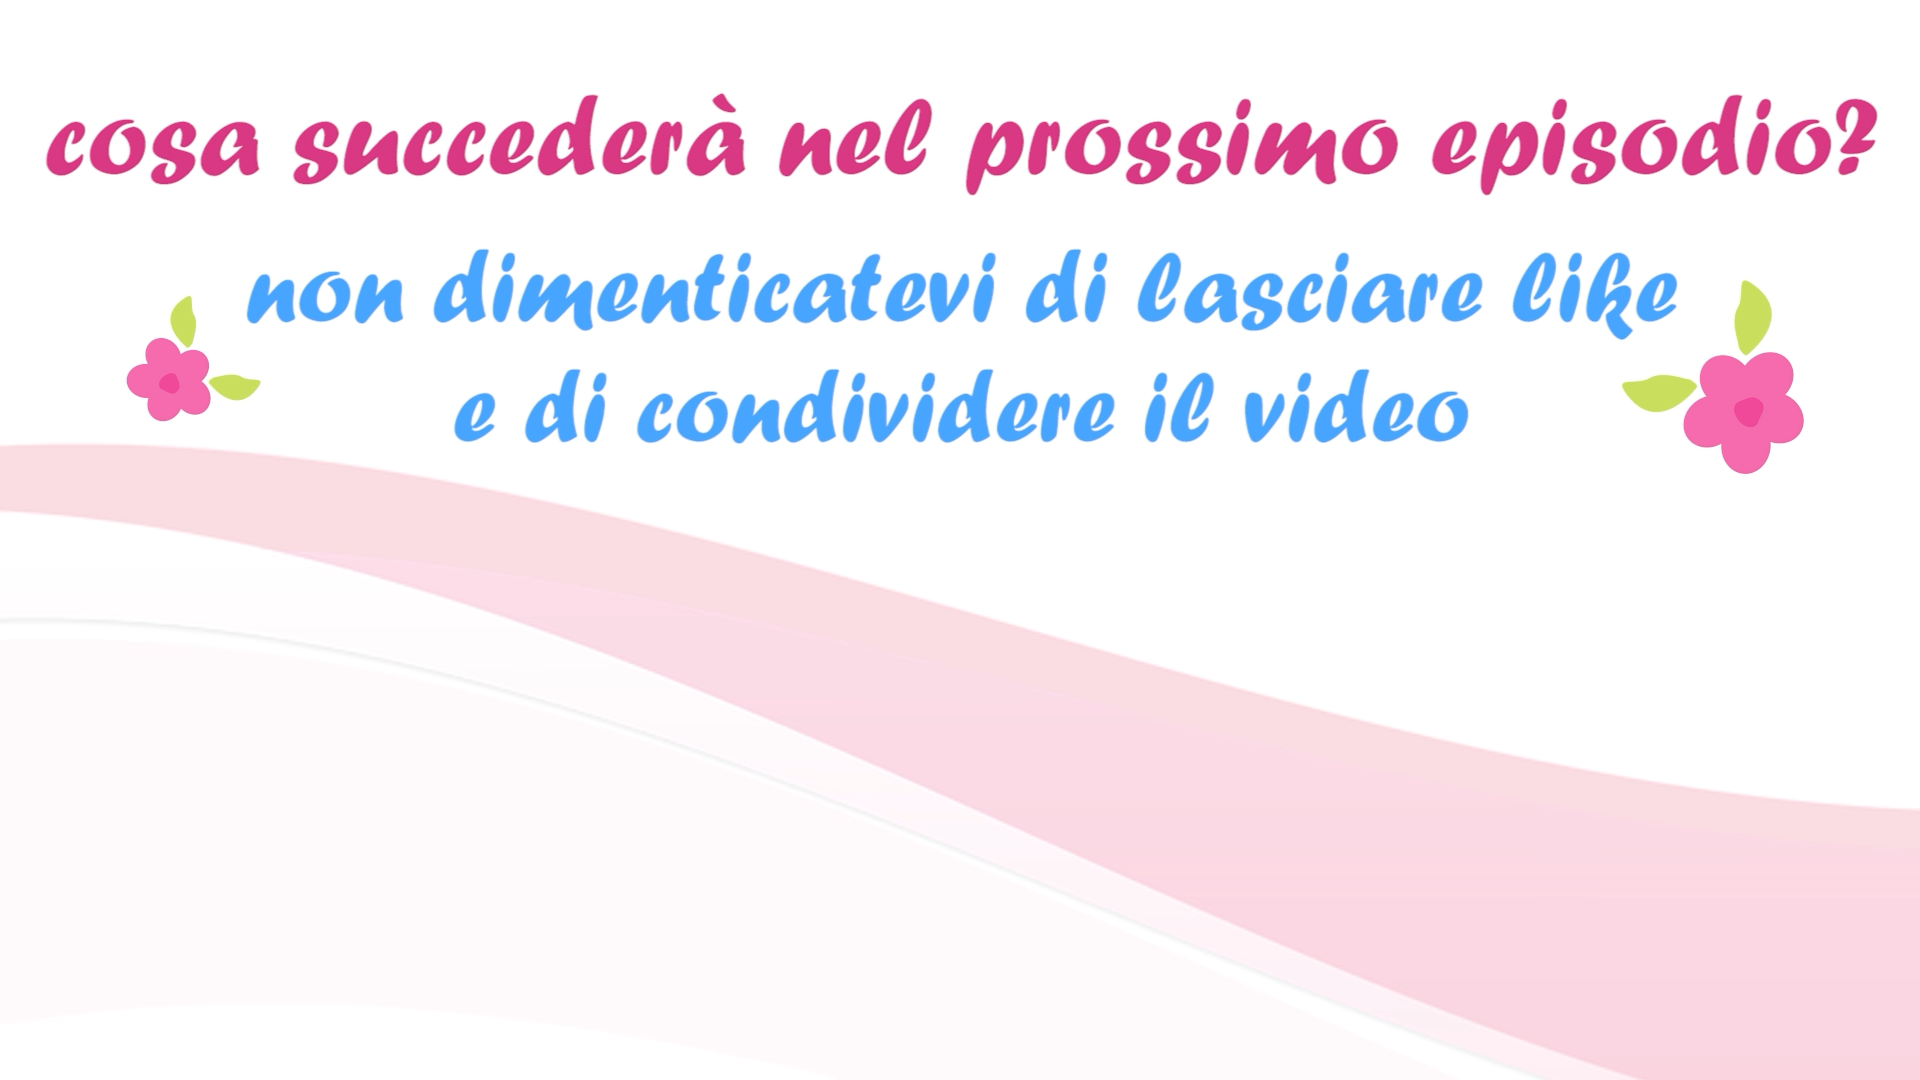 cosa succederà nel prossimo episodio?
non dimenticatevi di lasciare like
e di condividere il video